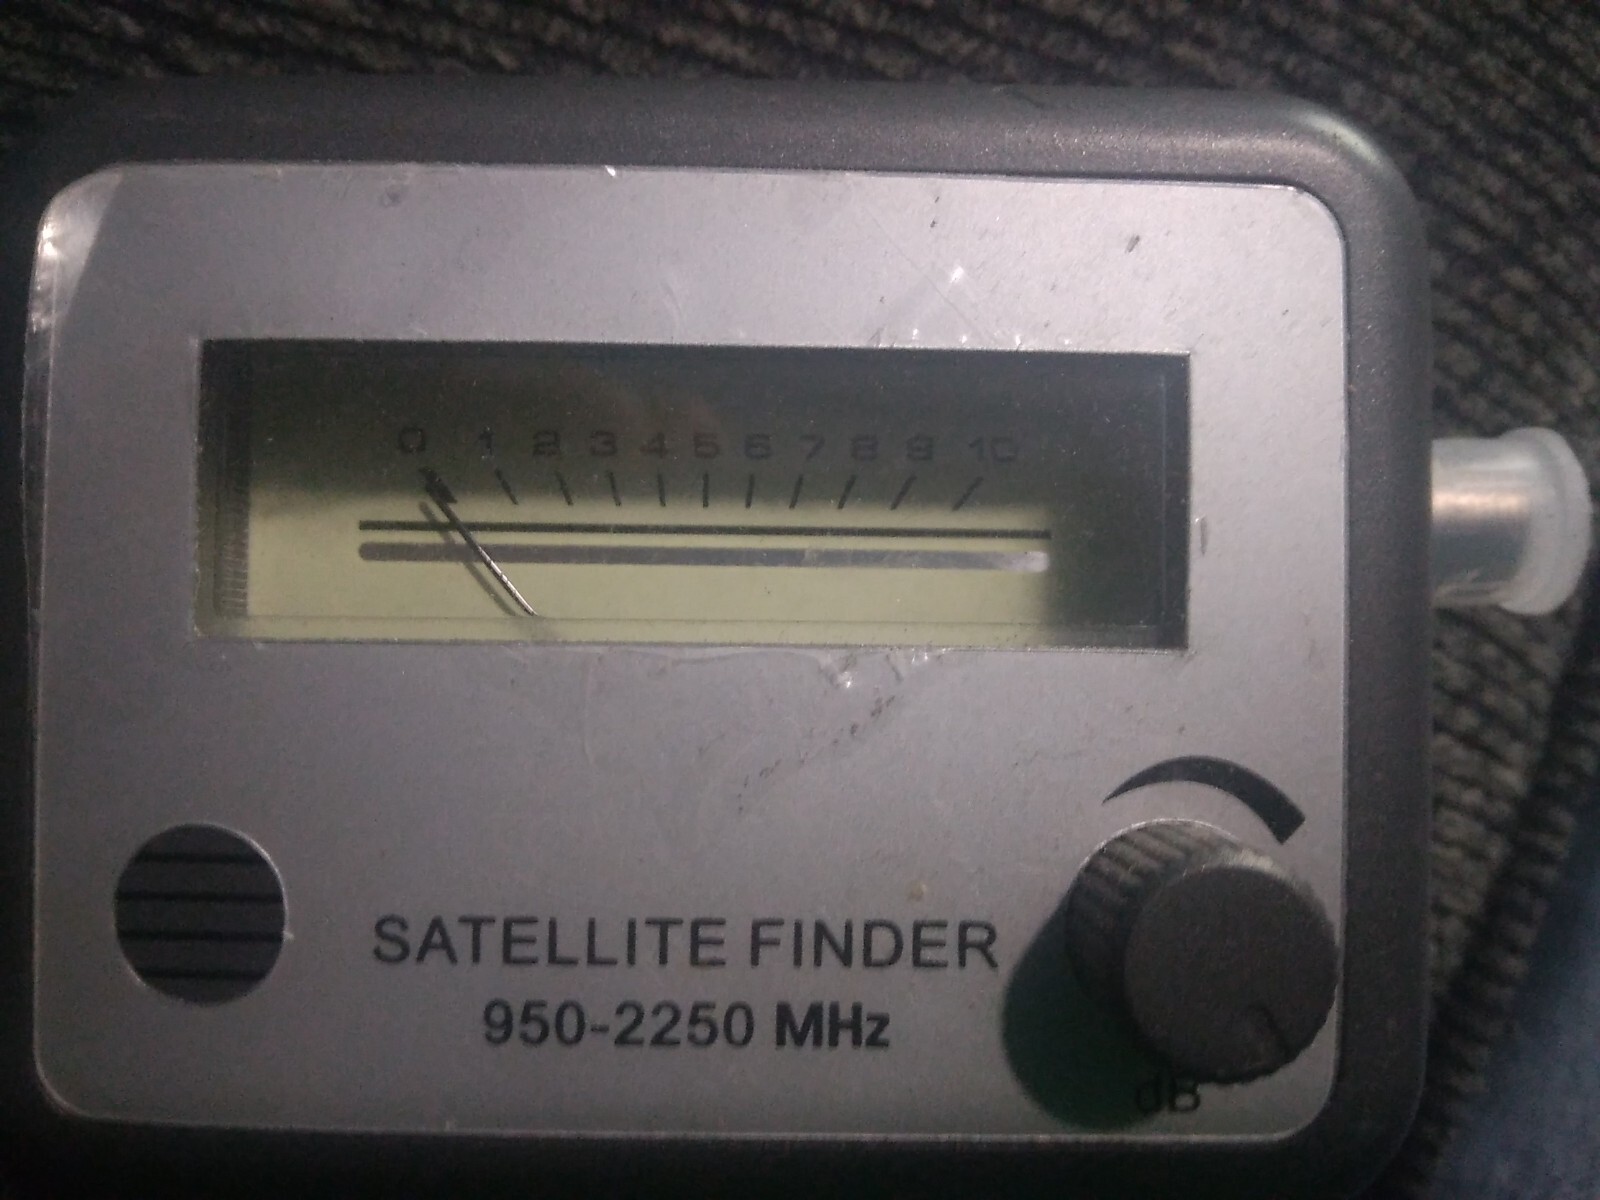 0 1 2 3 4 5 6 7 8 9 10
SATELLITE FINDER
950-2250 MHz
dB